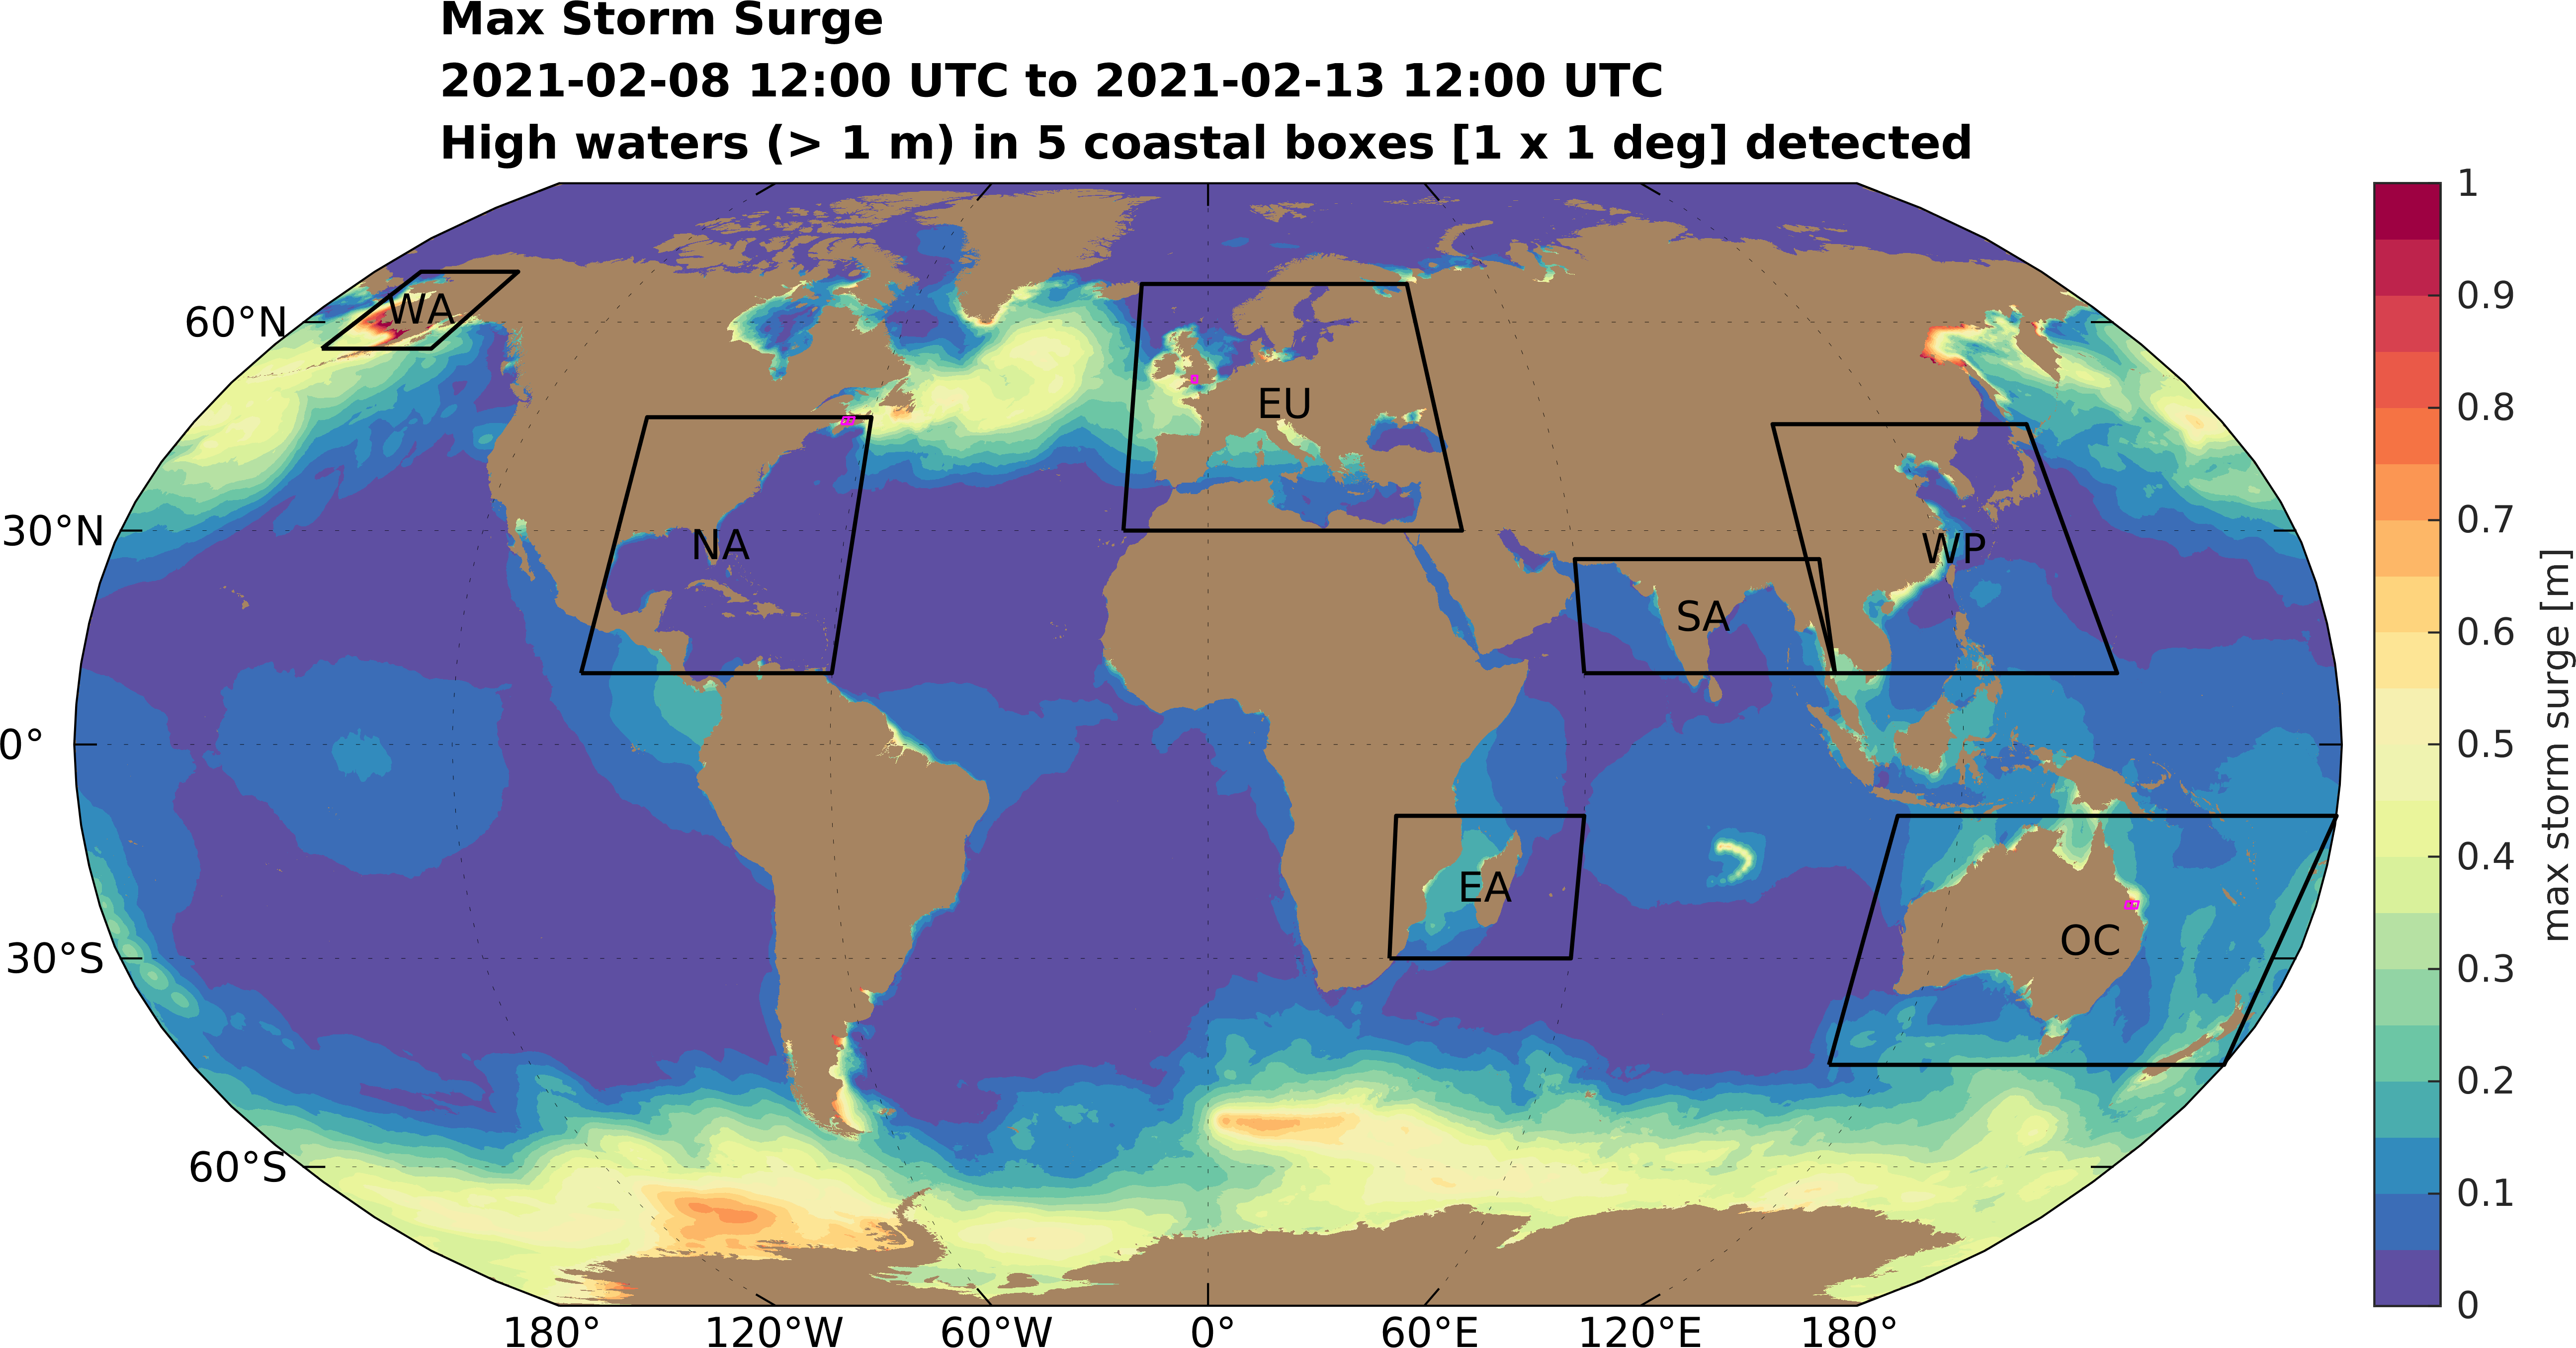 Max Storm Surge
2021-02-08 12:00 UTC to 2021-02-13 12:00 UTC
High waters (> 1 m) in 5 coastal boxes [1 x 1 deg] detected
60°N
30°N
0°
30°S
60°S
WA
NA
EU
SA
WP
EA
OC
180°
120°W
60°W
0°
60°E
120°E
180°
1
0.9
0.8
0.7
0.6
0.5
0.4
0.3
0.2
0.1
0
max storm surge [m]